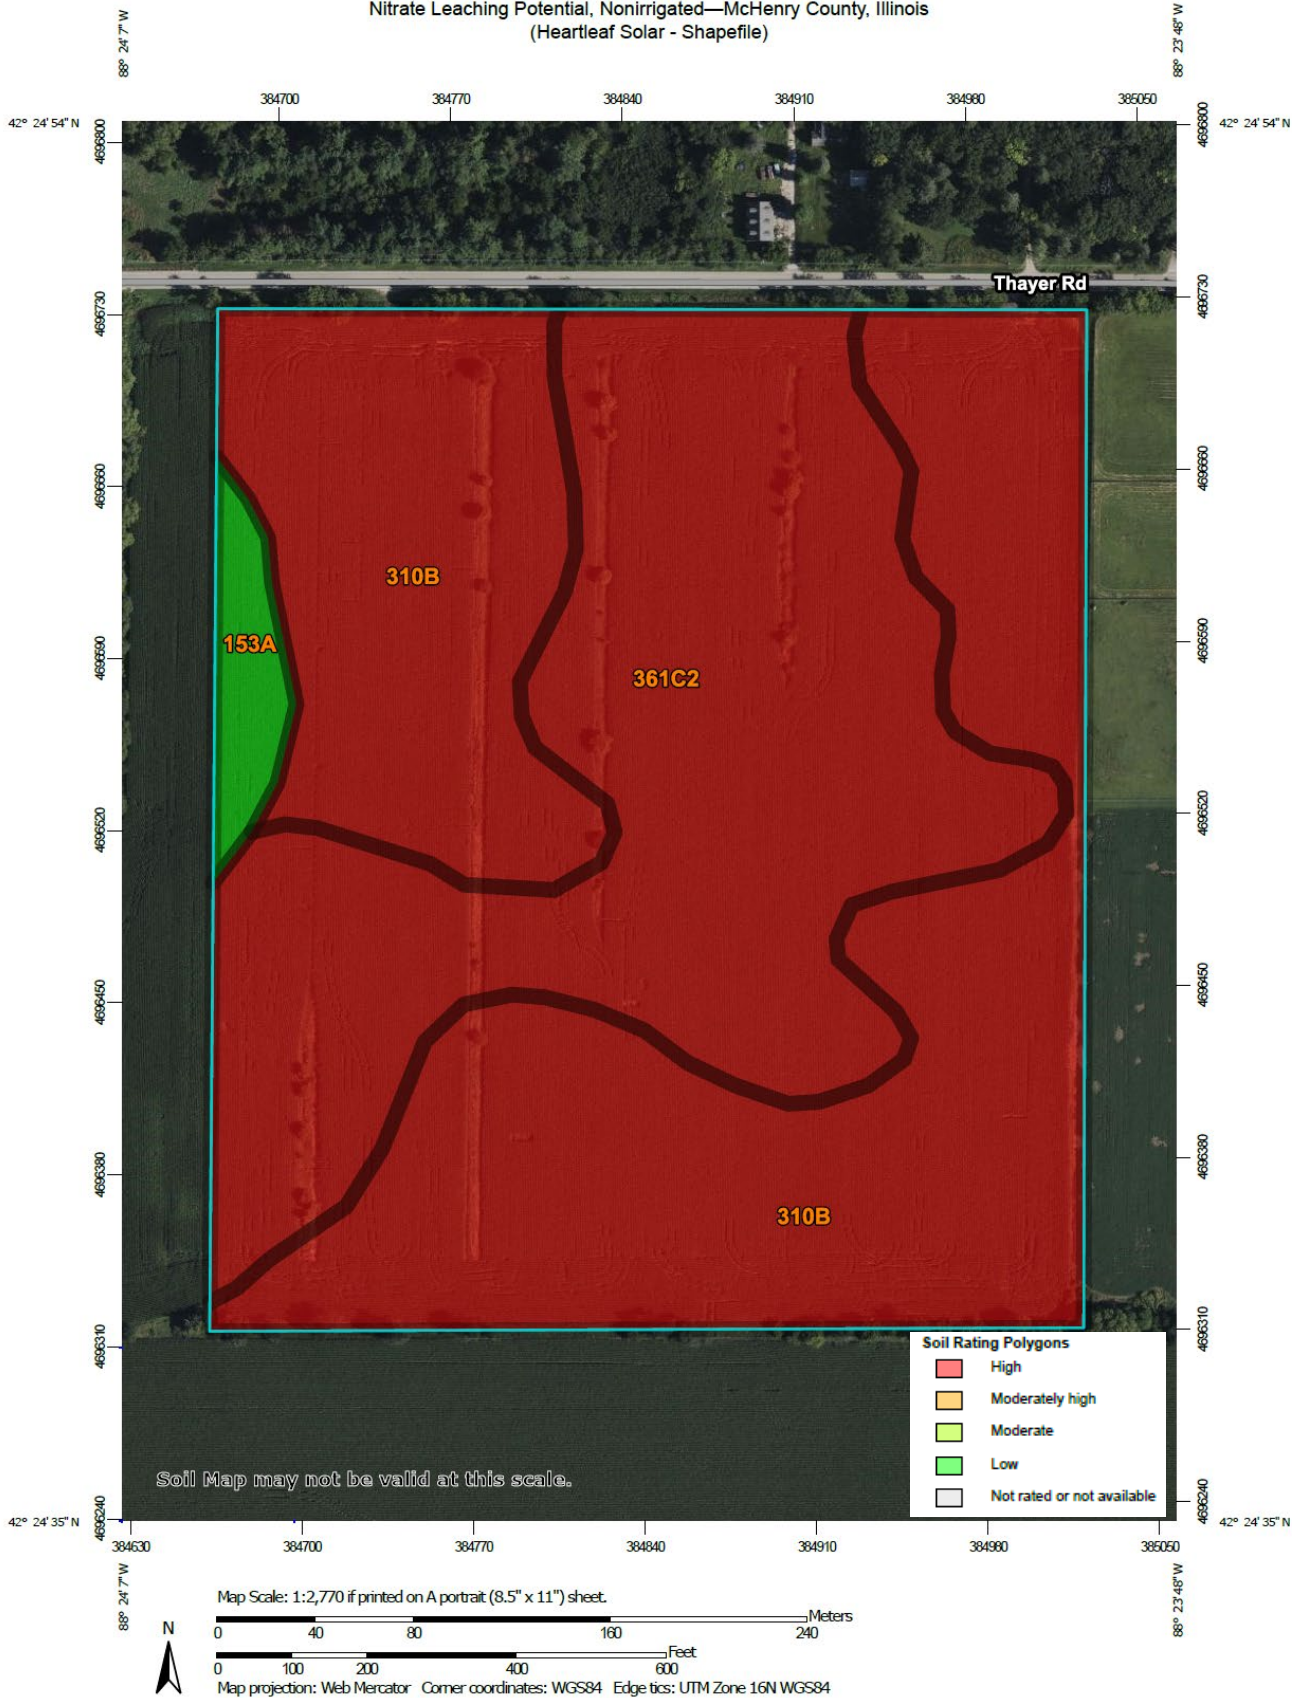 Nitrate Leaching Potential, Nonirrigated—McHenry County, Illinois
(Heartleaf Solar - Shapefile)
88° 24' 7" W
88° 23' 48" W
384700 384770 384840 384910 384980 385050
42° 24' 54" N
42° 24' 54" N
4696800
4696800
Thayer Rd
4696730
4696730
4696660
4696660
310B
153A
4696590
4696590
361C2
4696520
4696520
4696450
4696450
4696380
4696380
310B
4696310
4696310
Soil Rating Polygons
High
Moderately high
Moderate
Low
Not rated or not available
Soil Map may not be valid at this scale.
4696240
4696240
42° 24' 35" N
42° 24' 35" N
384630 384700 384770 384840 384910 384980 385050
88° 24' 7" W
88° 23' 48" W
Map Scale: 1:2,770 if printed on A portrait (8.5" x 11") sheet.
Meters
N
0 40 80 160 240
Feet
0 100 200 400 600
Map projection: Web Mercator Corner coordinates: WGS84 Edge tics: UTM Zone 16N WGS84